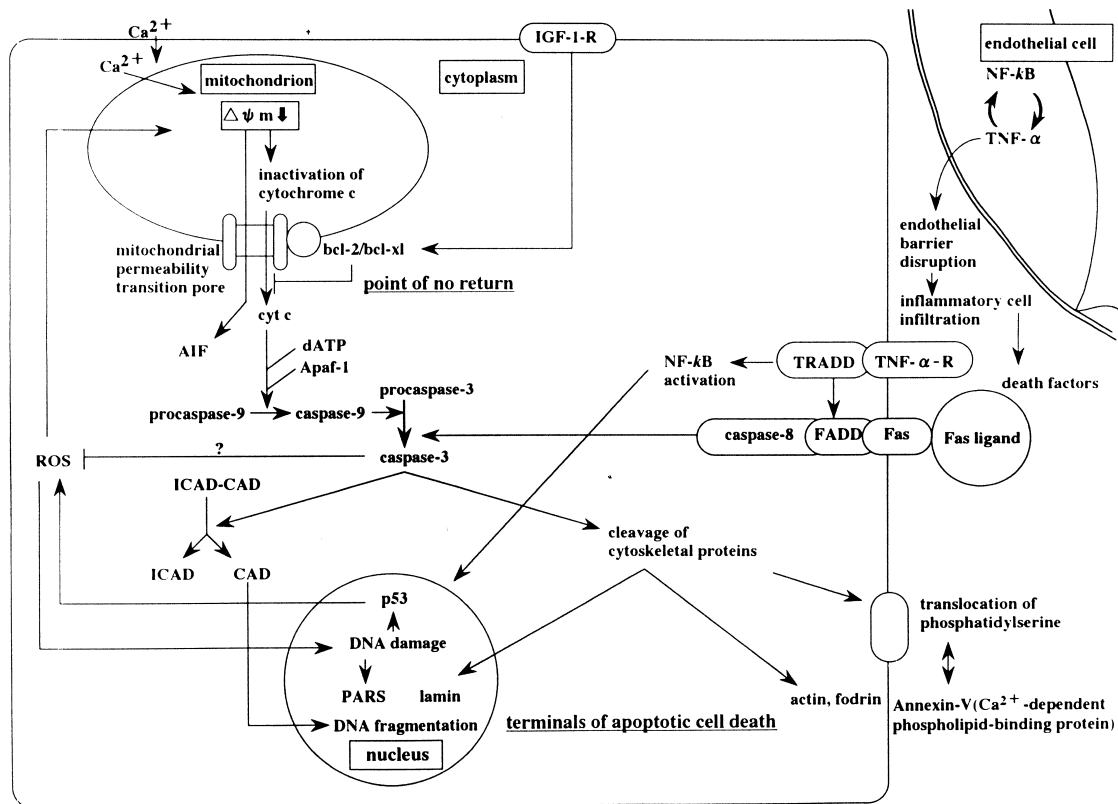 Ca2+
Ca2+
mitochondrion
△ψm⬇
inactivation of
cytochrome c
mitochondrial
permeability
transition pore
bcl-2/bcl-xl
point of no return
cyt c
AIF
dATP
Apaf-1
procaspase-9
caspase-9
procaspase-3
caspase-3
IGF-1-R
cytoplasm
endothelial cell
NF-kB
TNF-α
endothelial
barrier
disruption
inflammatory cell
infiltration
death factors
NF-kB
activation
TRADD
TNF-α-R
caspase-8
FADD
Fas
Fas ligand
ROS
?
ICAD-CAD
ICAD
CAD
cleavage of
cytoskeletal proteins
p53
DNA damage
PARS
lamin
DNA fragmentation
nucleus
terminals of apoptotic cell death
actin, fodrin
translocation of
phosphatidylserine
Annexin-V(Ca2+-dependent
phospholipid-binding protein)